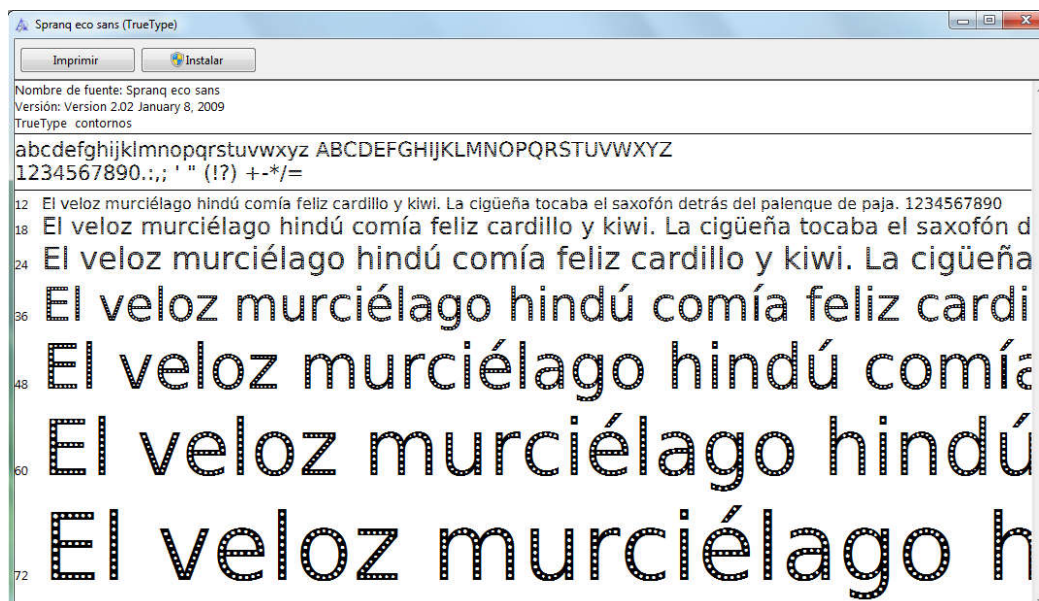 Spranq eco sans (TrueType)
Imprimir Instalar
Nombre de fuente: Spranq eco sans
Versión: Version 2.02 January 8, 2009
TrueType contornos
abcdefghijklmnopqrstuvwxyz ABCDEFGHIJKLMNOPQRSTUVWXYZ
1234567890.:,; ' " (!?) +-*/=
12 El veloz murciélago hindú comía feliz cardillo y kiwi. La cigüeña tocaba el saxofón detrás del palenque de paja. 1234567890
18 El veloz murciélago hindú comía feliz cardillo y kiwi. La cigüeña tocaba el saxofón d
24 El veloz murciélago hindú comía feliz cardillo y kiwi. La cigüeña
36 El veloz murciélago hindú comía feliz cardi
48 El veloz murciélago hindú comía
60 El veloz murciélago hindú
72 El veloz murciélago h